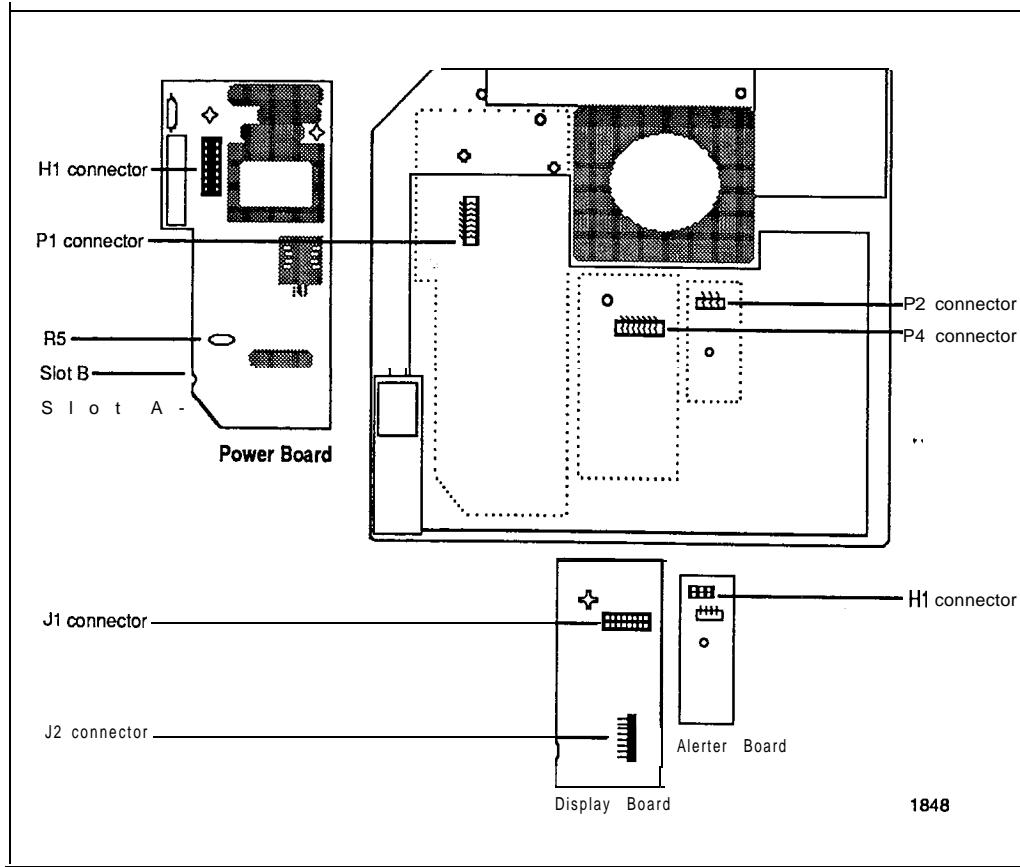 H1 connector
P1 connector
P2 connector
P4 connector
R5
Slot B
Slot A-
Power Board
J1 connector
H1 connector
J2 connector
Alerter Board
Display Board
1848